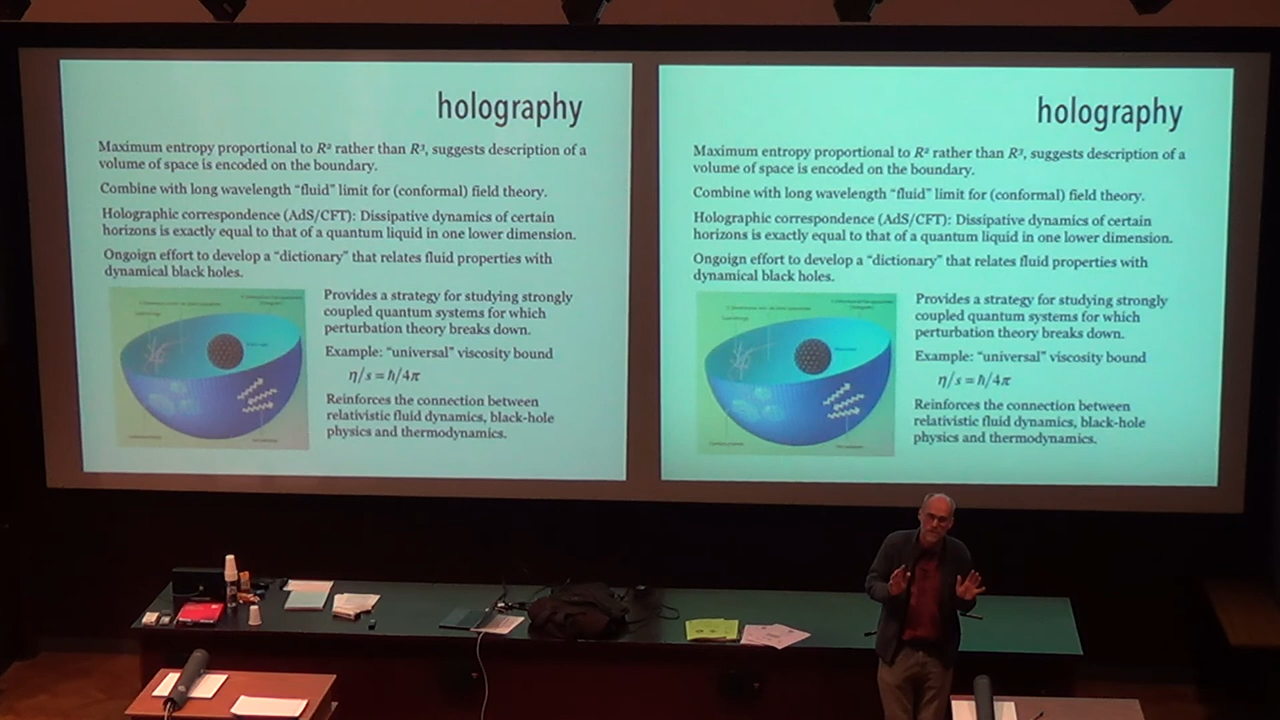 holography
Maximum entropy proportional to R² rather than R³, suggests description of a
volume of space is encoded on the boundary.
Combine with long wavelength “fluid” limit for (conformal) field theory.
Holographic correspondence (AdS/CFT): Dissipative dynamics of certain
horizons is exactly equal to that of a quantum liquid in one lower dimension.
Ongoign effort to develop a “dictionary” that relates fluid properties with
dynamical black holes.
Provides a strategy for studying strongly
coupled quantum systems for which
perturbation theory breaks down.
Example: “universal” viscosity bound
η/s = ħ/4π
Reinforces the connection between
relativistic fluid dynamics, black-hole
physics and thermodynamics.
holography
Maximum entropy proportional to R² rather than R³, suggests description of a
volume of space is encoded on the boundary.
Combine with long wavelength “fluid” limit for (conformal) field theory.
Holographic correspondence (AdS/CFT): Dissipative dynamics of certain
horizons is exactly equal to that of a quantum liquid in one lower dimension.
Ongoign effort to develop a “dictionary” that relates fluid properties with
dynamical black holes.
Provides a strategy for studying strongly
coupled quantum systems for which
perturbation theory breaks down.
Example: “universal” viscosity bound
η/s = ħ/4π
Reinforces the connection between
relativistic fluid dynamics, black-hole
physics and thermodynamics.